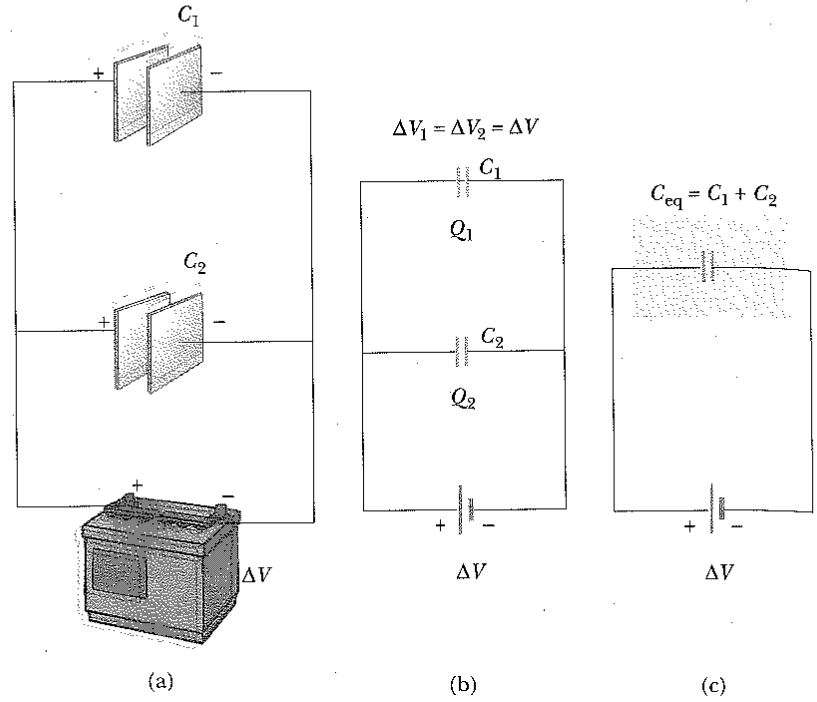 C₁
+ −
C₂
+ −
+ −
ΔV
(a)
ΔV₁ = ΔV₂ = ΔV
C₁
Q₁
C₂
Q₂
+ −
ΔV
(b)
Cₑq = C₁ + C₂
+ −
ΔV
(c)